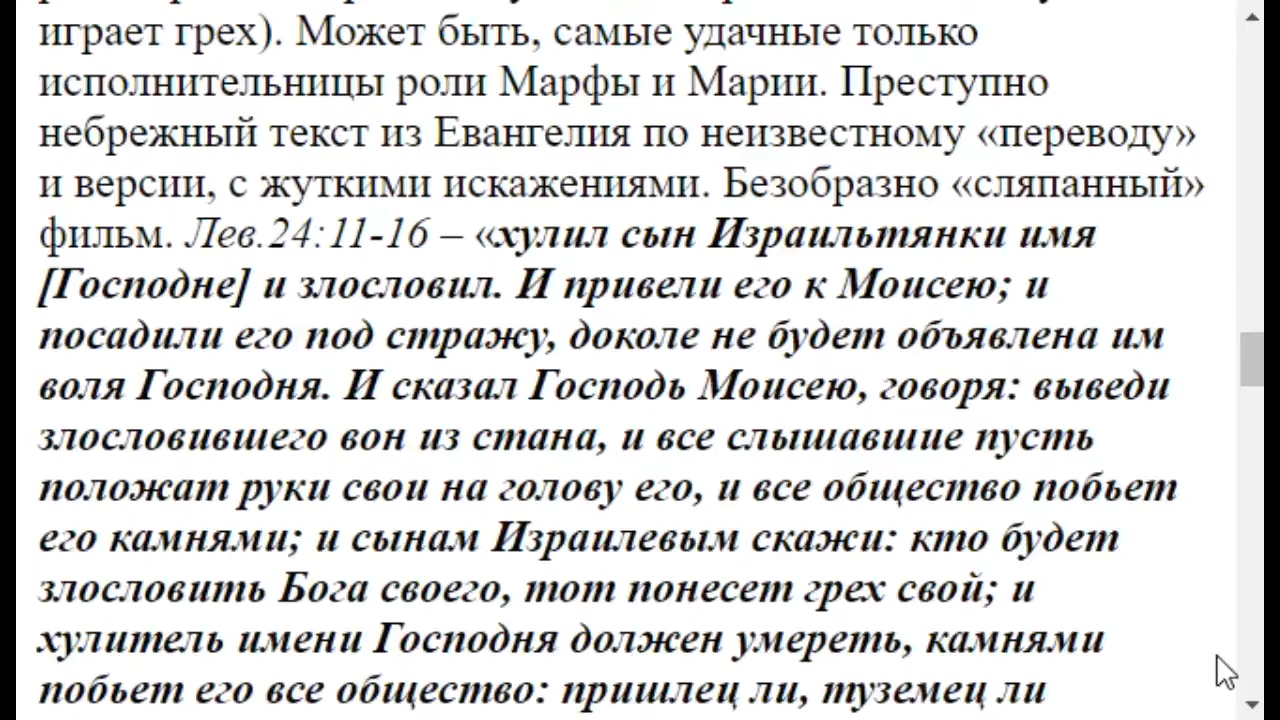 играет грех). Может быть, самые удачные только
исполнительницы роли Марфы и Марии. Преступно
небрежный текст из Евангелия по неизвестному «переводу»
и версии, с жуткими искажениями. Безобразно «сляпанный»
фильм. Лев.24:11-16 – «хулил сын Израильтянки имя
[Господне] и злословил. И привели его к Моисею; и
посадили его под стражу, доколе не будет объявлена им
воля Господня. И сказал Господь Моисею, говоря: выведи
злословившего вон из стана, и все слышавшие пусть
положат руки свои на голову его, и все общество побьет
его камнями; и сынам Израилевым скажи: кто будет
злословить Бога своего, тот понесет грех свой; и
хулитель имени Господня должен умереть, камнями
побьет его все общество: пришлец ли, туземец ли